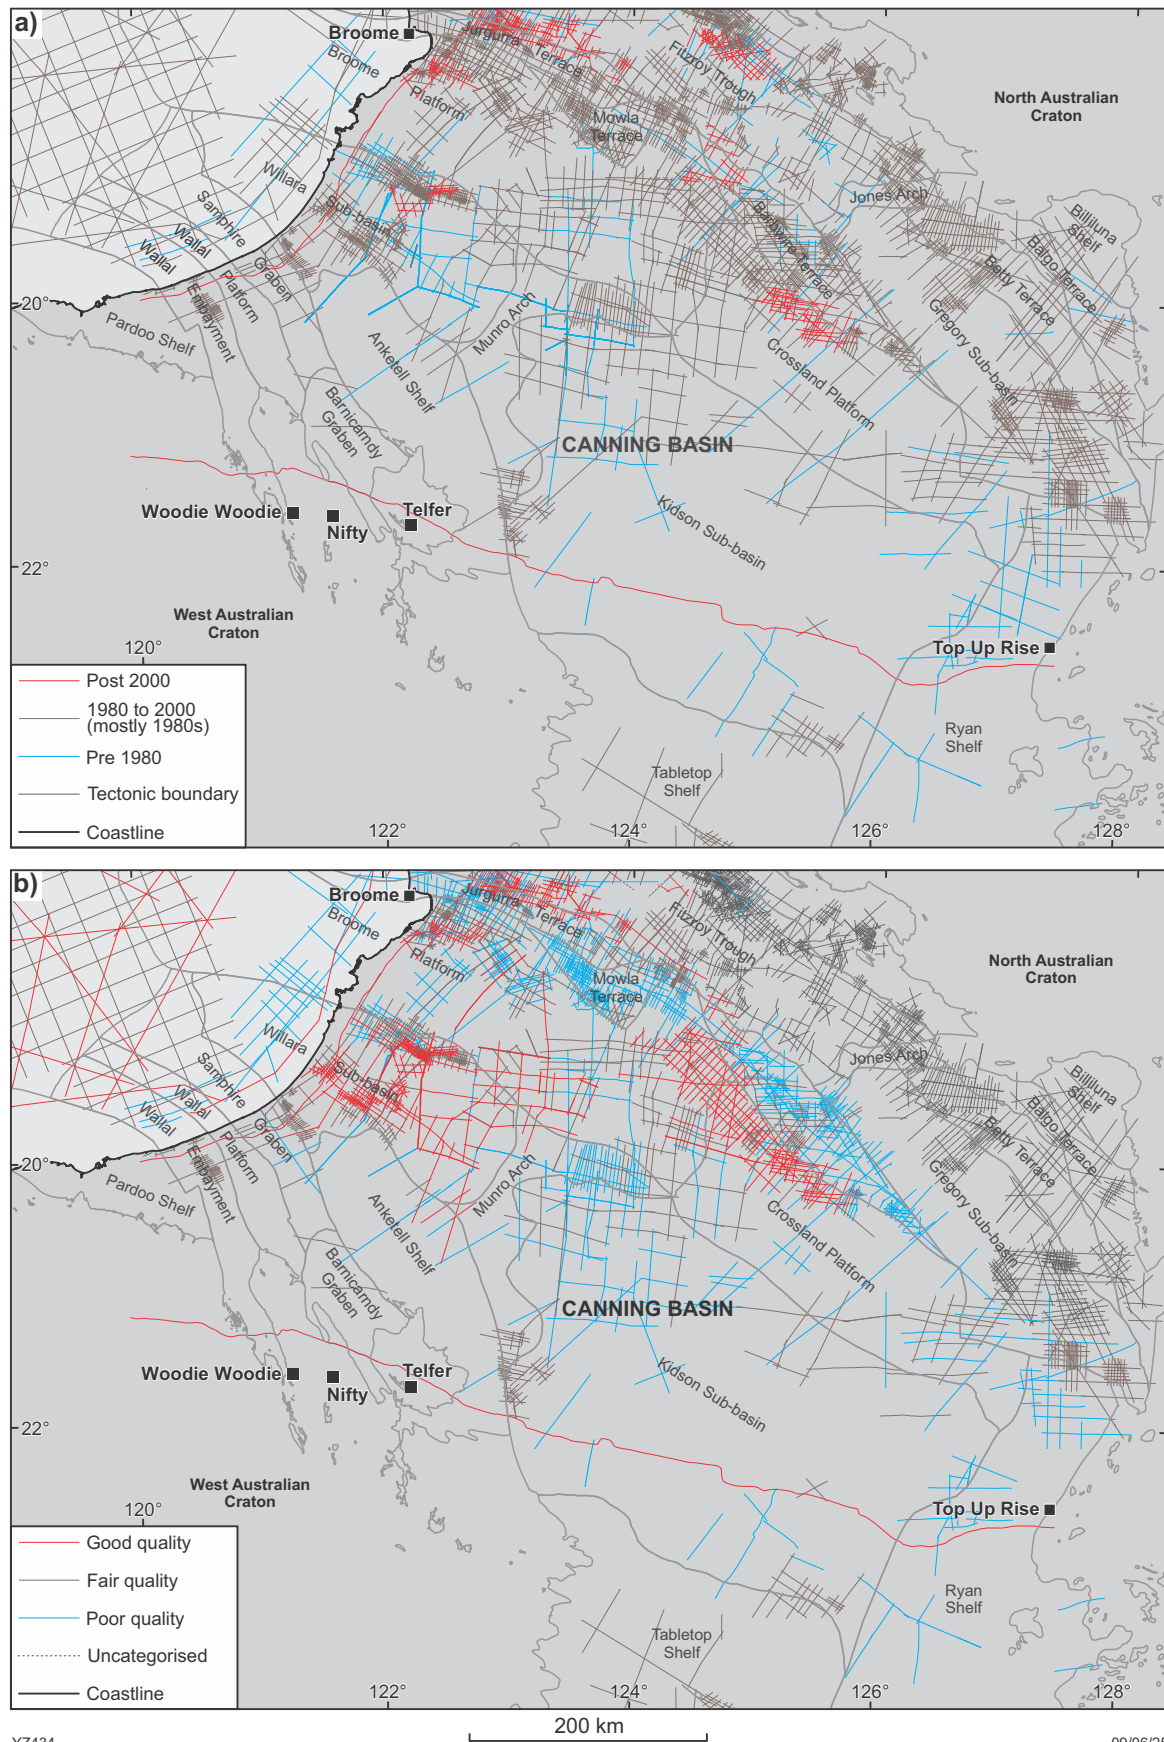 a)
Broome
Broome
Platform
Jurgurra
Terrace
Fitzroy Trough
North Australian
Craton
Mowla
Terrace
Willara
Sub-basin
Samphire
Graben
Wallal
Platform
Wallal
Embayment
Jones Arch
Billiluna
Shelf
Balgo Terrace
Betty Terrace
Barbwire Terrace
Gregory Sub-basin
20°
Pardoo Shelf
Anketell Shelf
Munro Arch
Crossland Platform
Barnicarndy
Graben
CANNING BASIN
Woodie Woodie
Nifty
Telfer
Kidson Sub-basin
22°
West Australian
Craton
120°
Top Up Rise
Ryan
Shelf
Tabletop
Shelf
Post 2000
1980 to 2000
(mostly 1980s)
Pre 1980
Tectonic boundary
Coastline
122°
124°
126°
128°
b)
Broome
Broome
Platform
Jurgurra
Terrace
Fitzroy Trough
North Australian
Craton
Mowla
Terrace
Willara
Sub-basin
Samphire
Graben
Wallal
Platform
Wallal
Embayment
Jones Arch
Billiluna
Shelf
Balgo Terrace
Betty Terrace
Gregory Sub-basin
20°
Pardoo Shelf
Anketell Shelf
Munro Arch
Crossland Platform
Barnicarndy
Graben
CANNING BASIN
Woodie Woodie
Nifty
Telfer
Kidson Sub-basin
22°
West Australian
Craton
120°
Top Up Rise
Ryan
Shelf
Tabletop
Shelf
Good quality
Fair quality
Poor quality
Uncategorised
Coastline
122°
124°
126°
128°
200 km